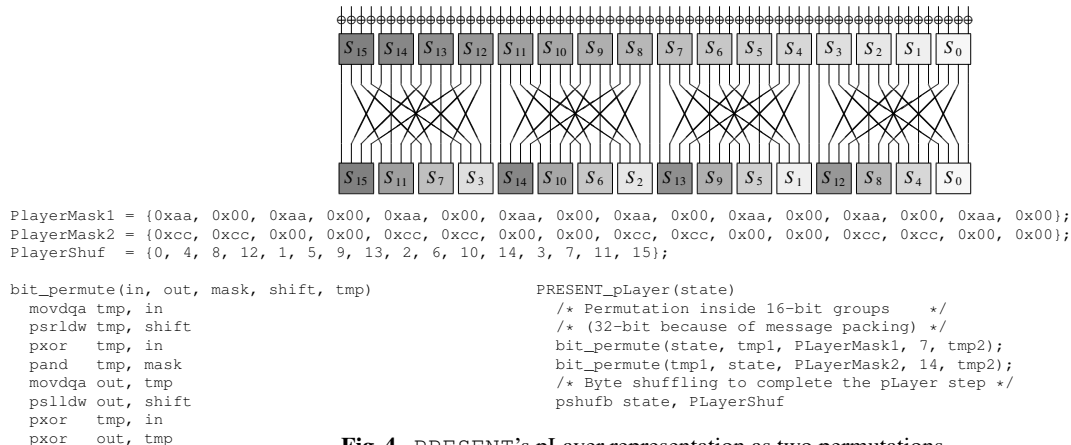 S15 S14 S13 S12 S11 S10 S9 S8 S7 S6 S5 S4 S3 S2 S1 S0
S15 S11 S7 S3 S14 S10 S6 S2 S13 S9 S5 S1 S12 S8 S4 S0
PlayerMask1 = {0xaa, 0x00, 0xaa, 0x00, 0xaa, 0x00, 0xaa, 0x00, 0xaa, 0x00, 0xaa, 0x00, 0xaa, 0x00, 0xaa, 0x00};
PlayerMask2 = {0xcc, 0xcc, 0x00, 0x00, 0xcc, 0xcc, 0x00, 0x00, 0xcc, 0xcc, 0x00, 0x00, 0xcc, 0xcc, 0x00, 0x00};
PlayerShuf = {0, 4, 8, 12, 1, 5, 9, 13, 2, 6, 10, 14, 3, 7, 11, 15};
bit_permute(in, out, mask, shift, tmp)
movdqa tmp, in
psrldw tmp, shift
pxor tmp, in
pand tmp, mask
movdqa out, tmp
pslldw out, shift
pxor tmp, in
pxor out, tmp
PRESENT_pLayer(state)
/* Permutation inside 16-bit groups */
/* (32-bit because of message packing) */
bit_permute(state, tmp1, PLayerMask1, 7, tmp2);
bit_permute(tmp1, state, PLayerMask2, 14, tmp2);
/* Byte shuffling to complete the pLayer step */
pshufb state, PLayerShuf
Fig. 4. PRESENT's pLayer representation as two permutations